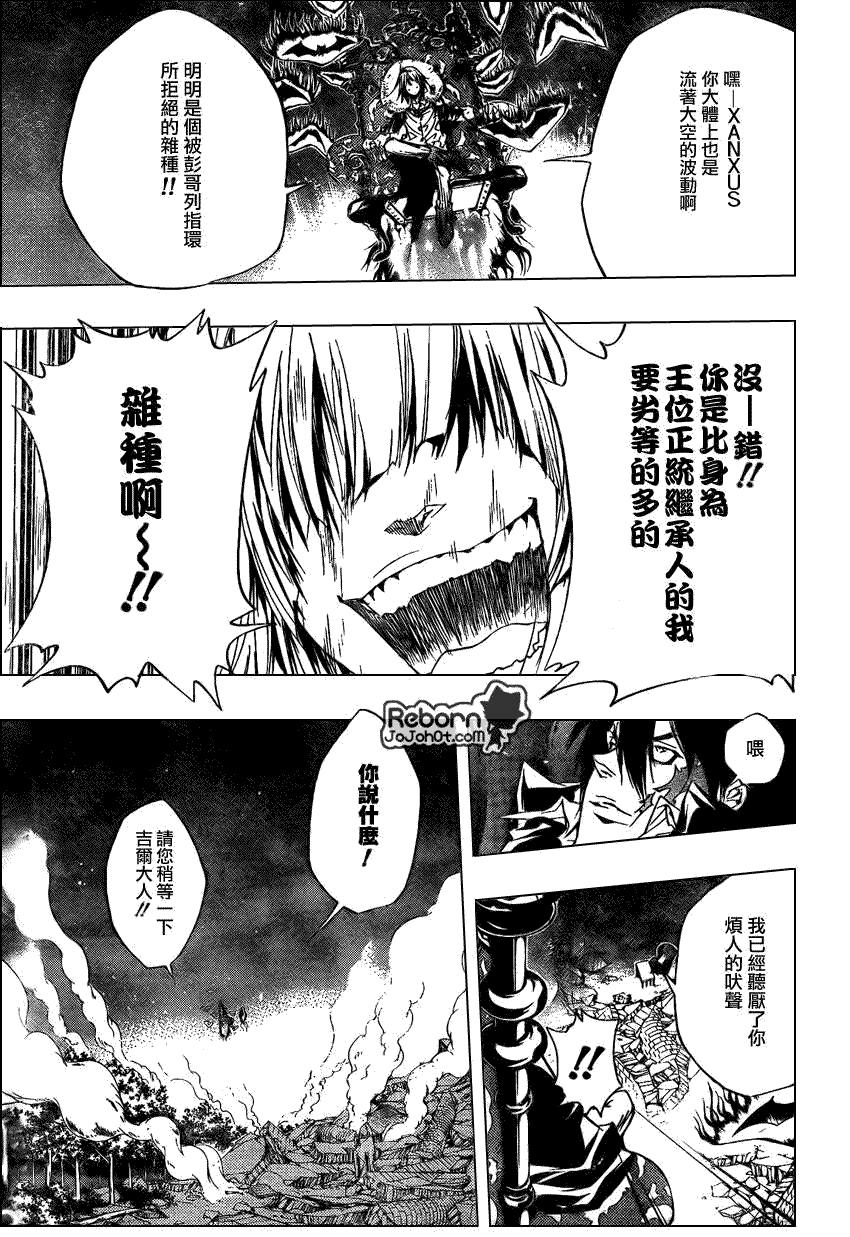 嘿—XANXUS
你大體上也是
流著大空的波動啊
明明是個被彭哥列指環
所拒絕的雜種!!
沒—錯!!
你是比身為
王位正統繼承人的我
要劣等的多的
雜種啊
～!!
Reborn
JoJoHOt.com
喂
我已經聽厭了你
煩人的吠聲
!!
你說什麼!
請您稍等一下
吉爾大人!!